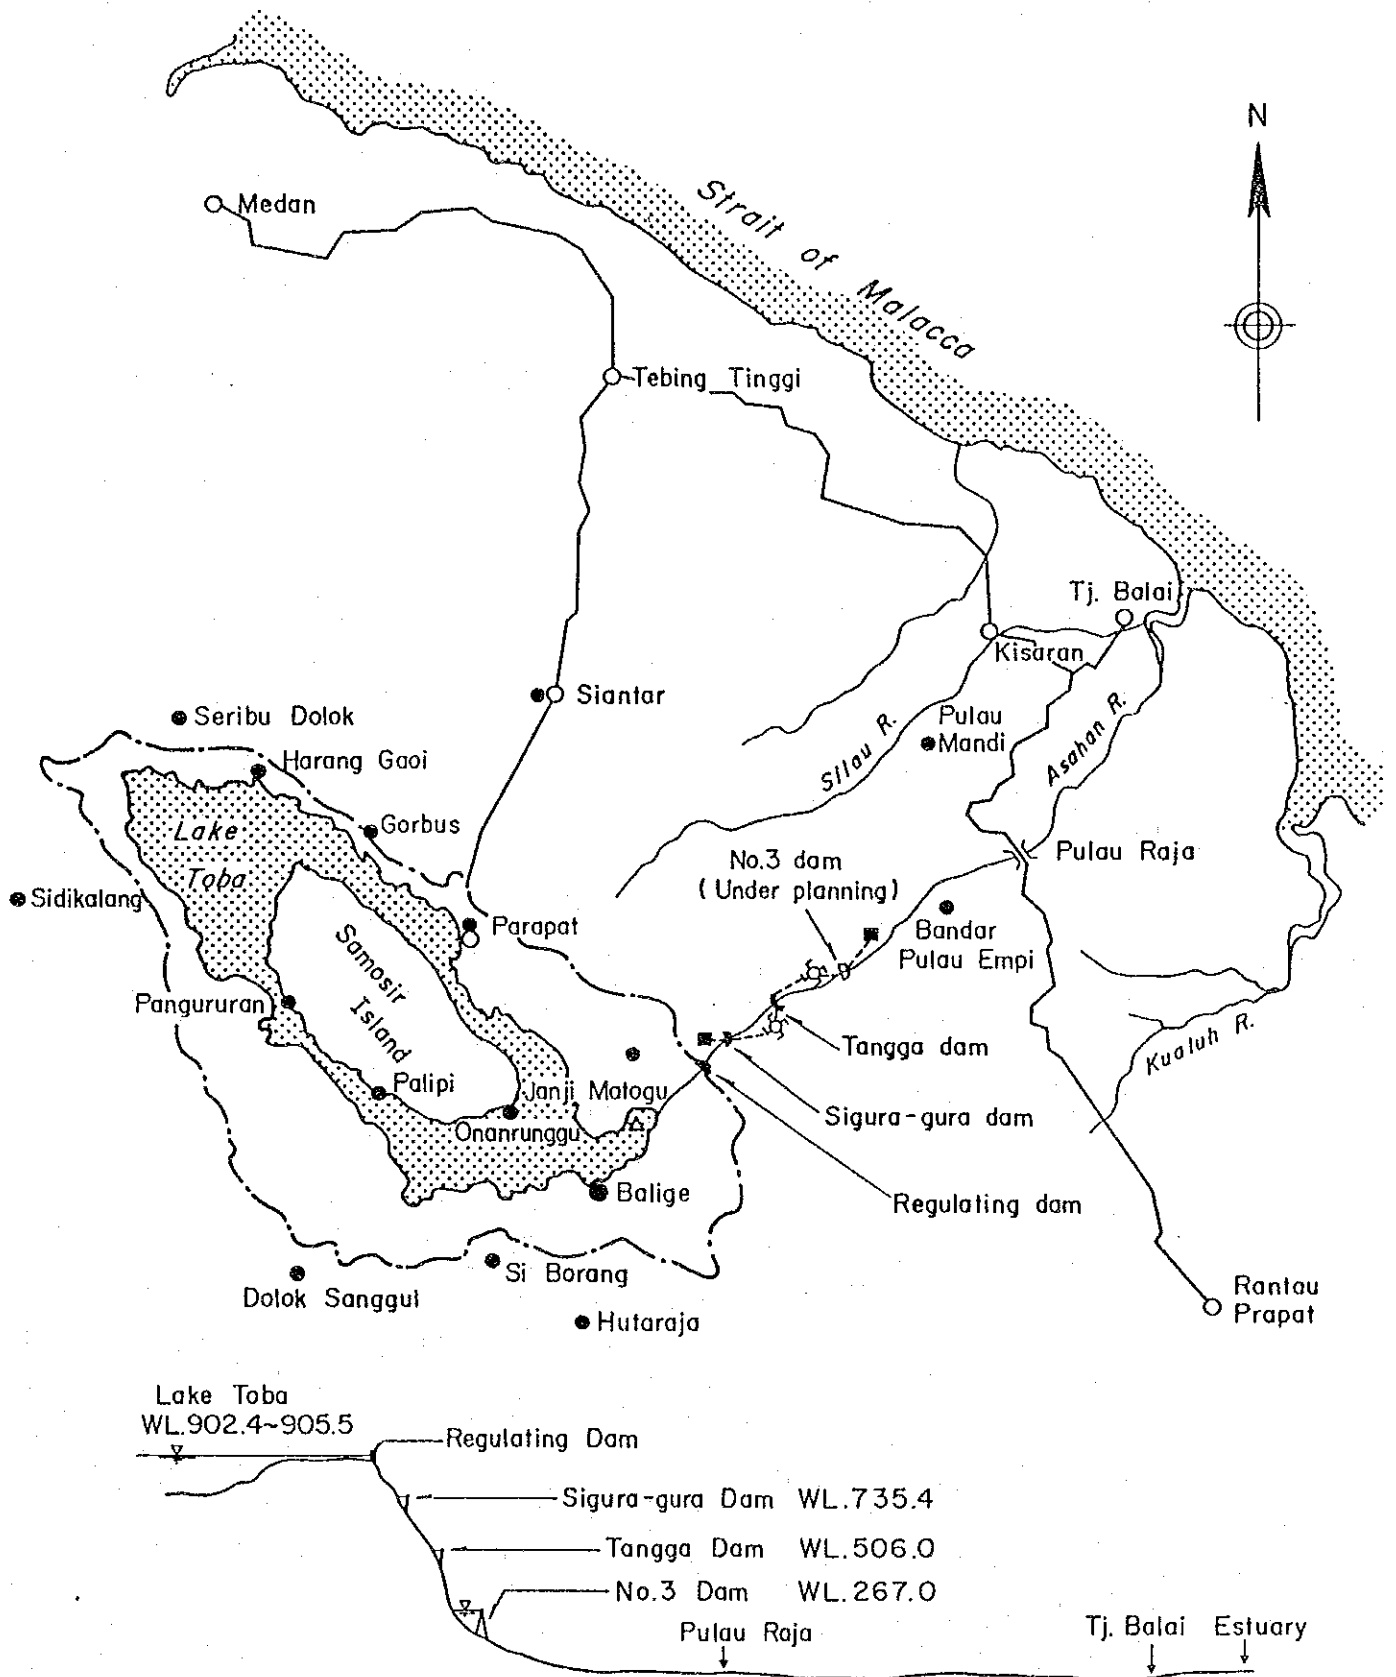 N
Strait of Malacca
Medan
Tebing Tinggi
Tj. Balai
Kisaran
Siantar
Seribu Dolok
Harang Gaoi
Pulau
Mandi
Silau R.
Asahan R.
Lake
Toba
Gorbus
No.3 dam
(Under planning)
Pulau Raja
Sidikalang
Samosir
Island
Parapat
Bandar
Pulau Empi
Pangururan
Tangga dam
Kualuh R.
Palipi
Janji Matogu
Onanrunggu
Sigura-gura dam
Balige
Regulating dam
Si Borang
Dolok Sanggul
Hutaraja
Rantau
Prapat
Lake Toba
WL.902.4~905.5
Regulating Dam
Sigura-gura Dam WL.735.4
Tangga Dam WL.506.0
No.3 Dam WL.267.0
Pulau Raja
Tj. Balai Estuary